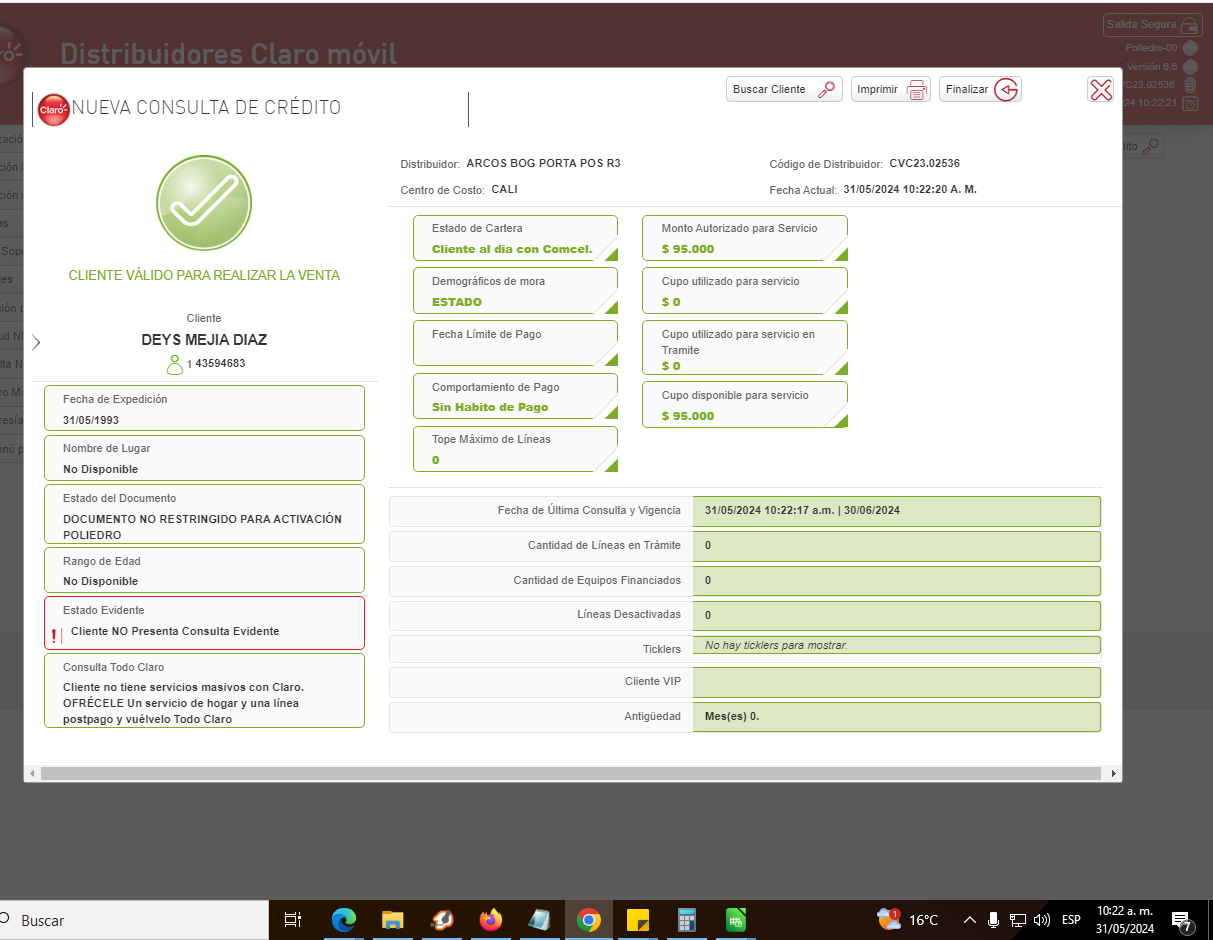 Salida Segura
Distribuidores Claro móvil
Poliedro-00
Versión 6.6
VC23.02536
24 10:22:21
Claro
NUEVA CONSULTA DE CRÉDITO
Buscar Cliente
Imprimir
Finalizar
Distribuidor: ARCOS BOG PORTA POS R3
Código de Distribuidor: CVC23.02536
Centro de Costo: CALI
Fecha Actual: 31/05/2024 10:22:20 A. M.
CLIENTE VÁLIDO PARA REALIZAR LA VENTA
Cliente
DEYS MEJIA DIAZ
1 43594683
Fecha de Expedición
31/05/1993
Nombre de Lugar
No Disponible
Estado del Documento
DOCUMENTO NO RESTRINGIDO PARA ACTIVACIÓN
POLIEDRO
Rango de Edad
No Disponible
Estado Evidente
! Cliente NO Presenta Consulta Evidente
Consulta Todo Claro
Cliente no tiene servicios masivos con Claro.
OFRÉCELE Un servicio de hogar y una línea
postpago y vuélvelo Todo Claro
Estado de Cartera
Cliente al dia con Comcel.
Demográficos de mora
ESTADO
Fecha Límite de Pago
Comportamiento de Pago
Sin Habito de Pago
Tope Máximo de Líneas
0
Monto Autorizado para Servicio
$ 95.000
Cupo utilizado para servicio
$ 0
Cupo utilizado para servicio en
Tramite
$ 0
Cupo disponible para servicio
$ 95.000
Fecha de Última Consulta y Vigencia 31/05/2024 10:22:17 a.m. | 30/06/2024
Cantidad de Líneas en Trámite 0
Cantidad de Equipos Financiados 0
Líneas Desactivadas 0
Ticklers No hay ticklers para mostrar.
Cliente VIP
Antigüedad Mes(es) 0.
Buscar
1
16°C
ESP
10:22 a. m.
31/05/2024
7